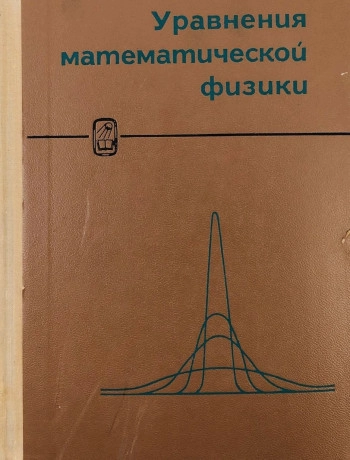 Уравнения
математической
физики